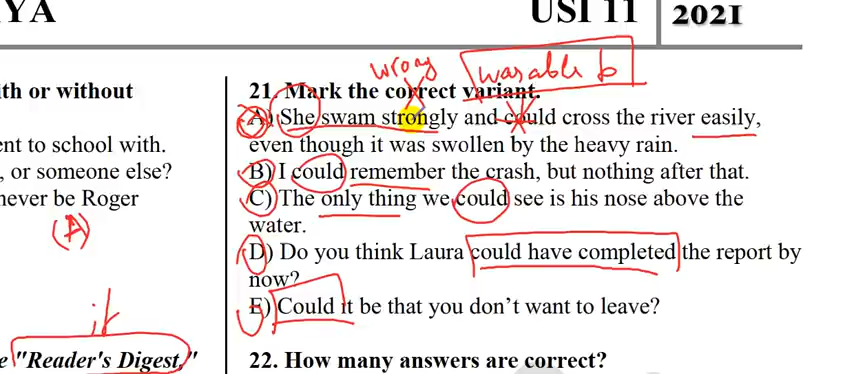 YA
USI 11
2021
wrong
was able to
ith or without
21. Mark the correct variant.
A) She swam strongly and could cross the river easily,
ent to school with.
even though it was swollen by the heavy rain.
, or someone else?
B) I could remember the crash, but nothing after that.
never be Roger
C) The only thing we could see is his nose above the
(A)
water.
D) Do you think Laura could have completed the report by
now?
it
E) Could it be that you don't want to leave?
e "Reader's Digest,"
22. How many answers are correct?